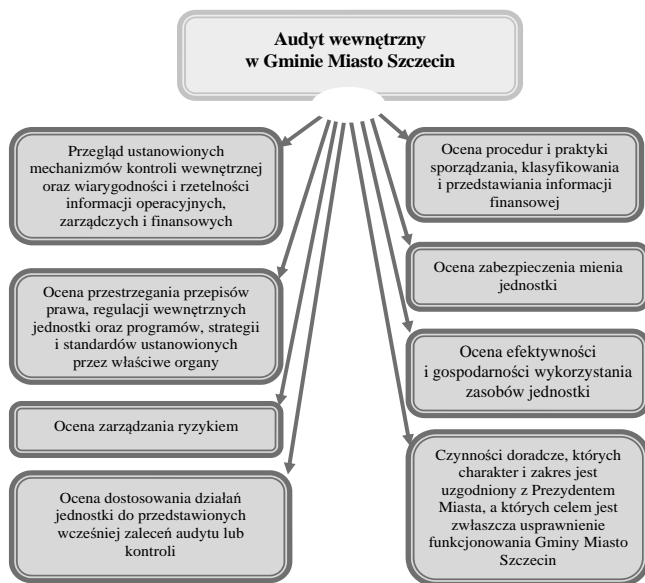 Audyt wewnętrzny
w Gminie Miasto Szczecin
Przegląd ustanowionych
mechanizmów kontroli wewnętrznej
oraz wiarygodności i rzetelności
informacji operacyjnych,
zarządczych i finansowych
Ocena przestrzegania przepisów
prawa, regulacji wewnętrznych
jednostki oraz programów, strategii
i standardów ustanowionych
przez właściwe organy
Ocena zarządzania ryzykiem
Ocena dostosowania działań
jednostki do przedstawionych
wcześniej zaleceń audytu lub
kontroli
Ocena procedur i praktyki
sporządzania, klasyfikowania
i przedstawiania informacji
finansowej
Ocena zabezpieczenia mienia
jednostki
Ocena efektywności
i gospodarności wykorzystania
zasobów jednostki
Czynności doradcze, których
charakter i zakres jest
uzgodniony z Prezydentem
Miasta, a których celem jest
zwłaszcza usprawnienie
funkcjonowania Gminy Miasto
Szczecin